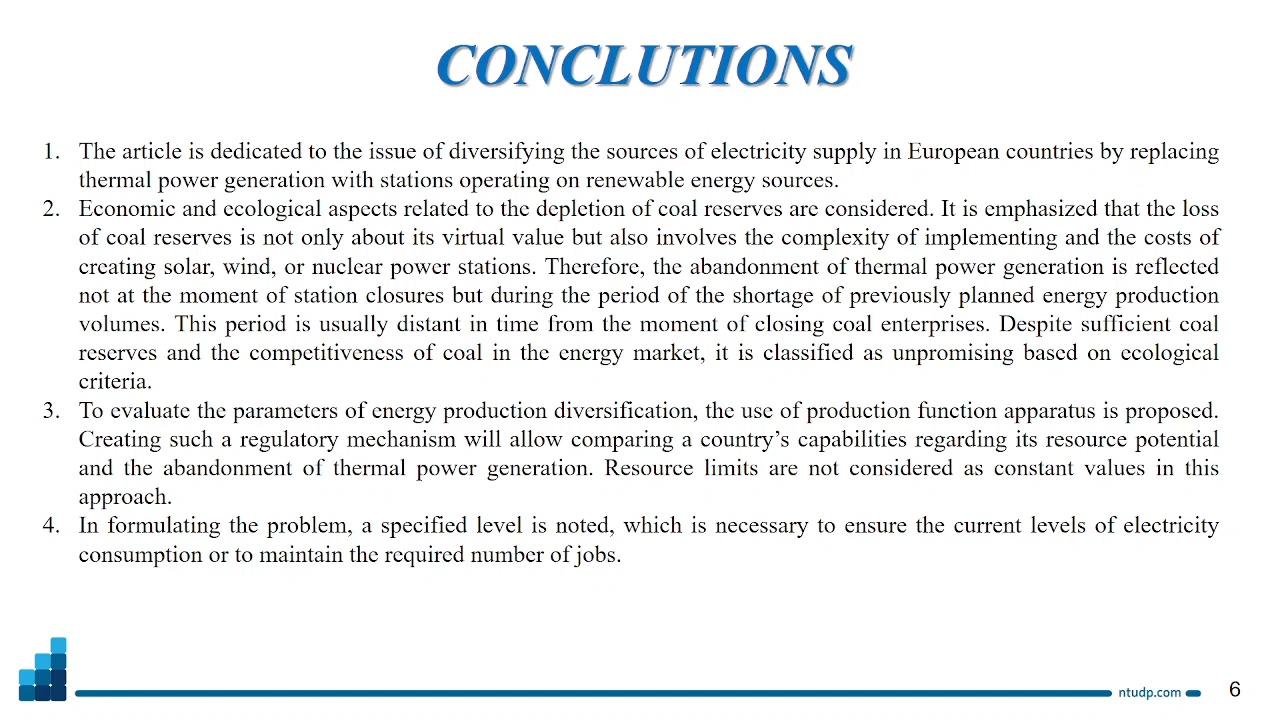 CONCLUTIONS
1. The article is dedicated to the issue of diversifying the sources of electricity supply in European countries by replacing
thermal power generation with stations operating on renewable energy sources.
2. Economic and ecological aspects related to the depletion of coal reserves are considered. It is emphasized that the loss
of coal reserves is not only about its virtual value but also involves the complexity of implementing and the costs of
creating solar, wind, or nuclear power stations. Therefore, the abandonment of thermal power generation is reflected
not at the moment of station closures but during the period of the shortage of previously planned energy production
volumes. This period is usually distant in time from the moment of closing coal enterprises. Despite sufficient coal
reserves and the competitiveness of coal in the energy market, it is classified as unpromising based on ecological
criteria.
3. To evaluate the parameters of energy production diversification, the use of production function apparatus is proposed.
Creating such a regulatory mechanism will allow comparing a country’s capabilities regarding its resource potential
and the abandonment of thermal power generation. Resource limits are not considered as constant values in this
approach.
4. In formulating the problem, a specified level is noted, which is necessary to ensure the current levels of electricity
consumption or to maintain the required number of jobs.
ntudp.com
6